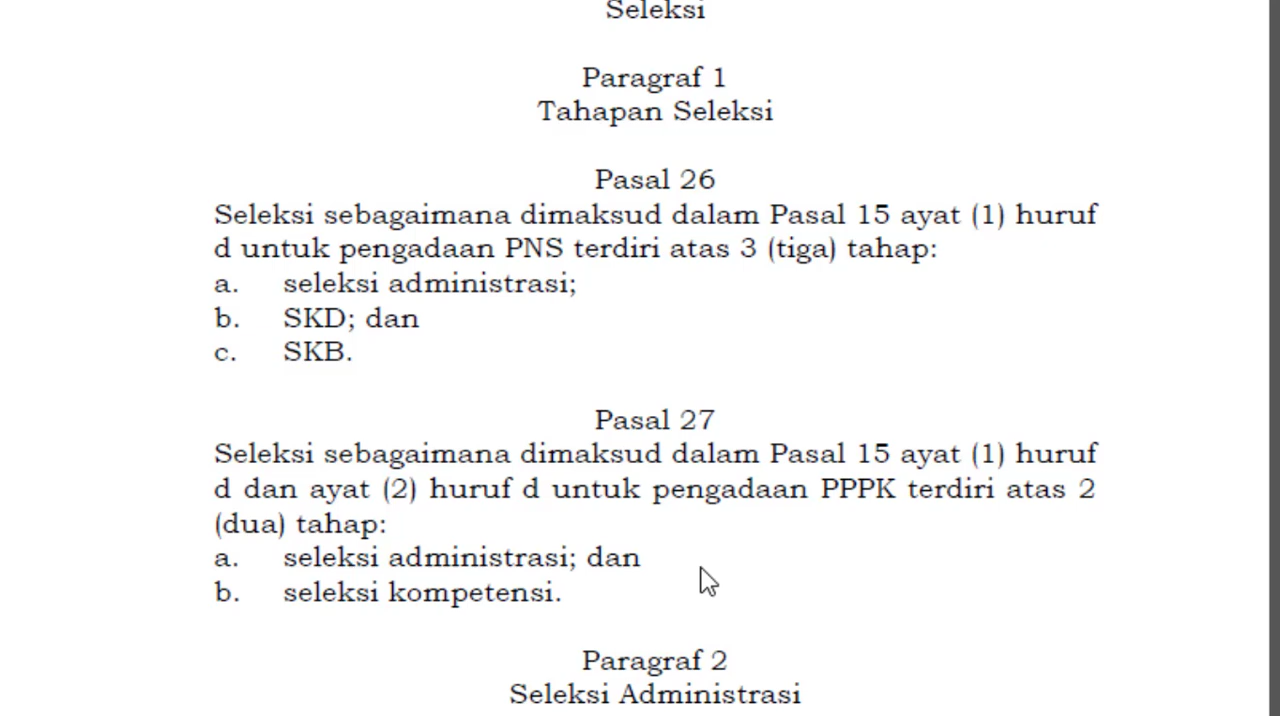 Seleksi
Paragraf 1
Tahapan Seleksi
Pasal 26
Seleksi sebagaimana dimaksud dalam Pasal 15 ayat (1) huruf
d untuk pengadaan PNS terdiri atas 3 (tiga) tahap:
a. seleksi administrasi;
b. SKD; dan
c. SKB.
Pasal 27
Seleksi sebagaimana dimaksud dalam Pasal 15 ayat (1) huruf
d dan ayat (2) huruf d untuk pengadaan PPPK terdiri atas 2
(dua) tahap:
a. seleksi administrasi; dan
b. seleksi kompetensi.
Paragraf 2
Seleksi Administrasi